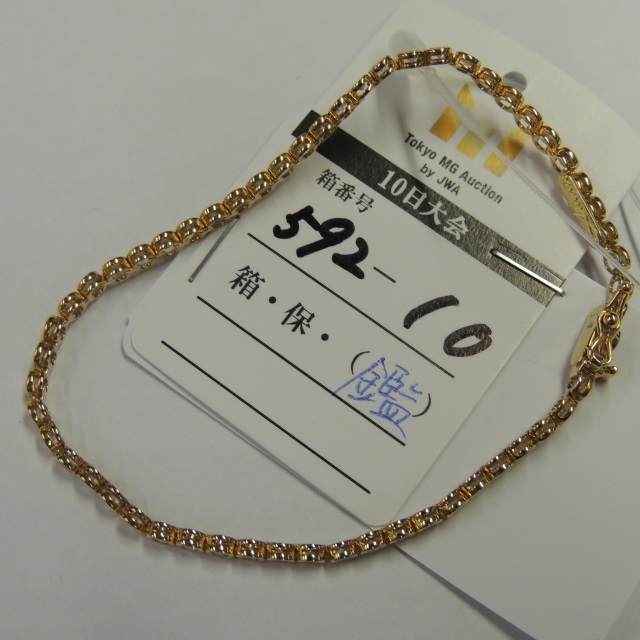 Tokyo MG Auction
by JWA
10日大会
箱番号
592-10
箱・保・(鑑)